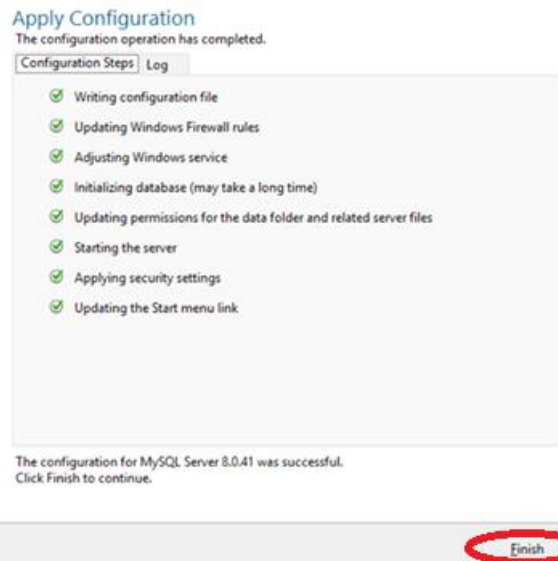 Apply Configuration
The configuration operation has completed.
Configuration Steps Log
Writing configuration file
Updating Windows Firewall rules
Adjusting Windows service
Initializing database (may take a long time)
Updating permissions for the data folder and related server files
Starting the server
Applying security settings
Updating the Start menu link
The configuration for MySQL Server 8.0.41 was successful.
Click Finish to continue.
Finish